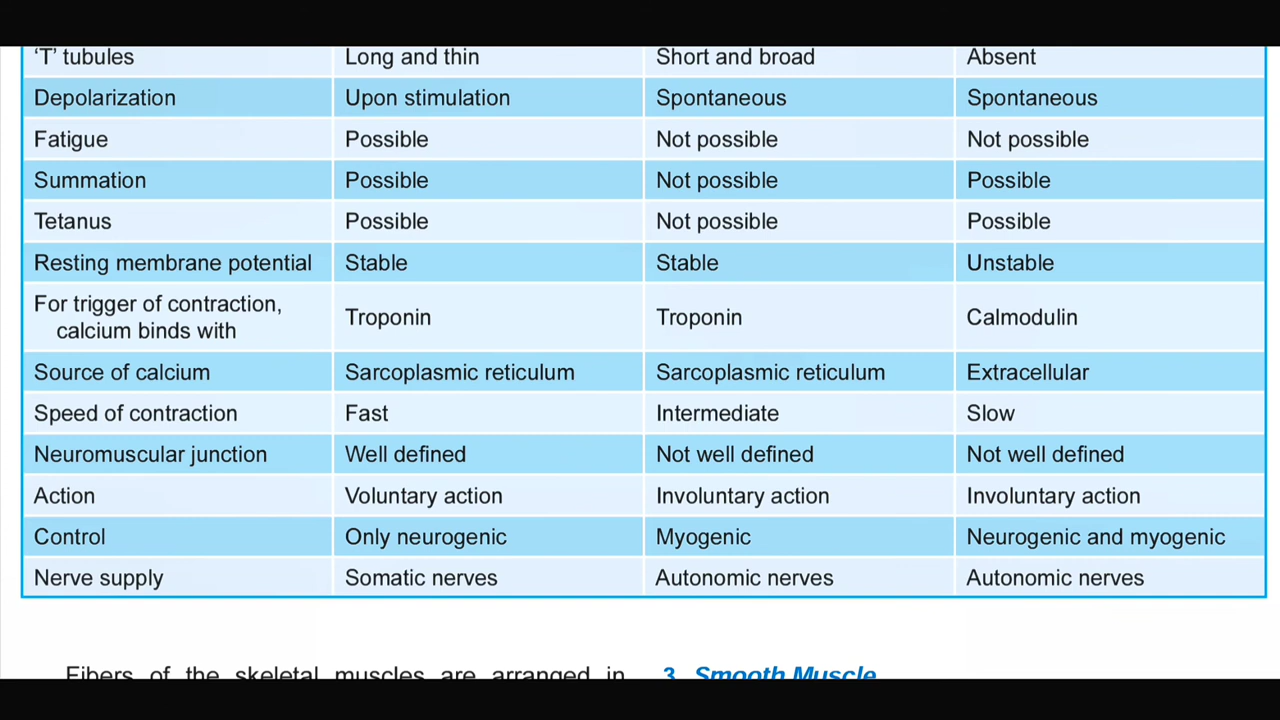 ‘T’ tubules Long and thin Short and broad Absent
Depolarization Upon stimulation Spontaneous Spontaneous
Fatigue Possible Not possible Not possible
Summation Possible Not possible Possible
Tetanus Possible Not possible Possible
Resting membrane potential Stable Stable Unstable
For trigger of contraction,
calcium binds with Troponin Troponin Calmodulin
Source of calcium Sarcoplasmic reticulum Sarcoplasmic reticulum Extracellular
Speed of contraction Fast Intermediate Slow
Neuromuscular junction Well defined Not well defined Not well defined
Action Voluntary action Involuntary action Involuntary action
Control Only neurogenic Myogenic Neurogenic and myogenic
Nerve supply Somatic nerves Autonomic nerves Autonomic nerves
Fibers of the skeletal muscles are arranged in
3. Smooth Muscle